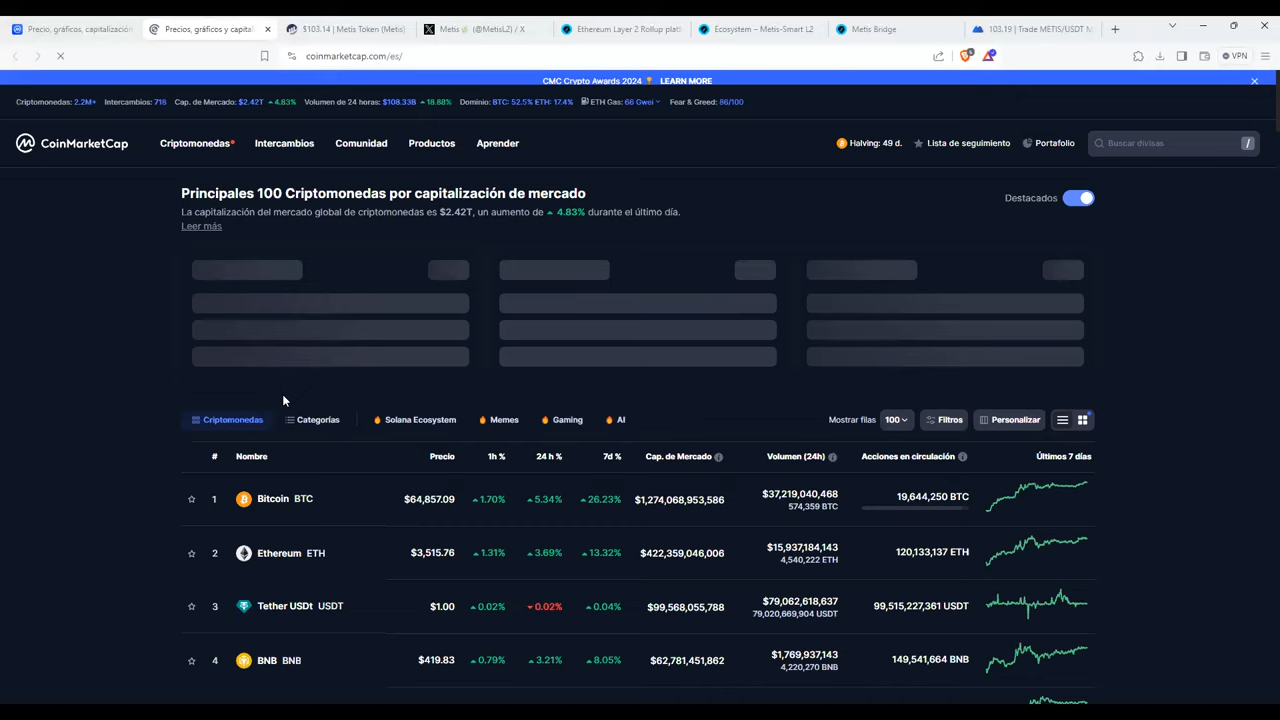 Precio, gráficos, capitalización
Precios, gráficos y capital
$103.14 | Metis Token (Metis)
Metis🌿 (@MetisL2) / X
Ethereum Layer 2 Rollup platf
Ecosystem – Metis-Smart L2
Metis Bridge
103.19 | Trade METIS/USDT
coinmarketcap.com/es/
VPN
CMC Crypto Awards 2024 🏆 LEARN MORE
Criptomonedas: 2.2M+ Intercambios: 716 Cap. de Mercado: $2.42T 4.83% Volumen de 24 horas: $108.33B 18.88% Dominio: BTC: 52.5% ETH: 17.4% ETH Gas: 66 Gwei Fear & Greed: 86/100
CoinMarketCap Criptomonedas Intercambios Comunidad Productos Aprender Halving: 49 d. Lista de seguimiento Portafolio Buscar divisas /
Principales 100 Criptomonedas por capitalización de mercado
Destacados
La capitalización del mercado global de criptomonedas es $2.42T, un aumento de 4.83% durante el último día.
Leer más
Criptomonedas Categorías Solana Ecosystem Memes Gaming AI Mostrar filas 100 Filtros Personalizar
# Nombre Precio 1h % 24 h % 7d % Cap. de Mercado Volumen (24h) Acciones en circulación Últimos 7 días
1 Bitcoin BTC $64,857.09 1.70% 5.34% 26.23% $1,274,068,953,586 $37,219,040,468 19,644,250 BTC
574,359 BTC
2 Ethereum ETH $3,515.76 1.31% 3.69% 13.32% $422,359,046,006 $15,937,184,143 120,133,137 ETH
4,540,222 ETH
3 Tether USDt USDT $1.00 0.02% 0.02% 0.04% $99,568,055,788 $79,062,618,637 99,515,227,361 USDT
79,020,669,904 USDT
4 BNB BNB $419.83 0.79% 3.21% 8.05% $62,781,451,862 $1,769,937,143 149,541,664 BNB
4,220,270 BNB